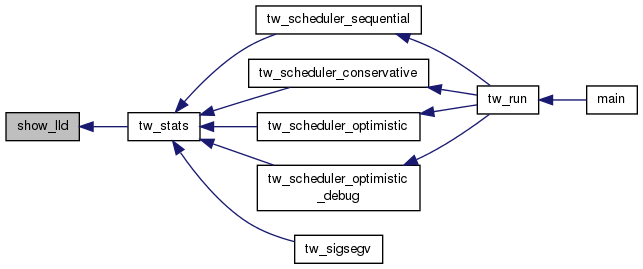 show_lld
tw_stats
tw_scheduler_sequential
tw_scheduler_conservative
tw_scheduler_optimistic
tw_scheduler_optimistic
_debug
tw_sigsegv
tw_run
main